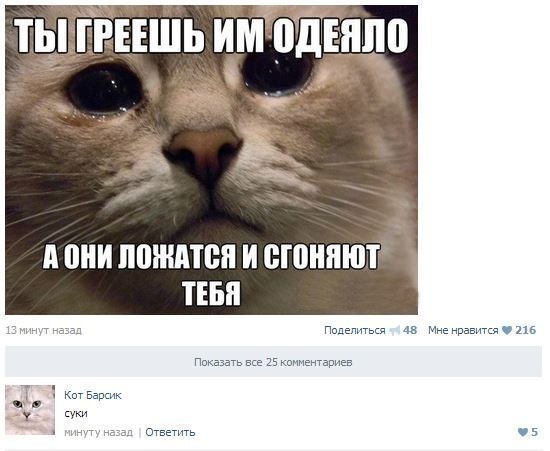 ТЫ ГРЕЕШЬ ИМ ОДЕЯЛО
А ОНИ ЛОЖАТСЯ И СГОНЯЮТ
ТЕБЯ
13 минут назад Поделиться 48 Мне нравится 216
Показать все 25 комментариев
Кот Барсик
суки
минуту назад | Ответить 5